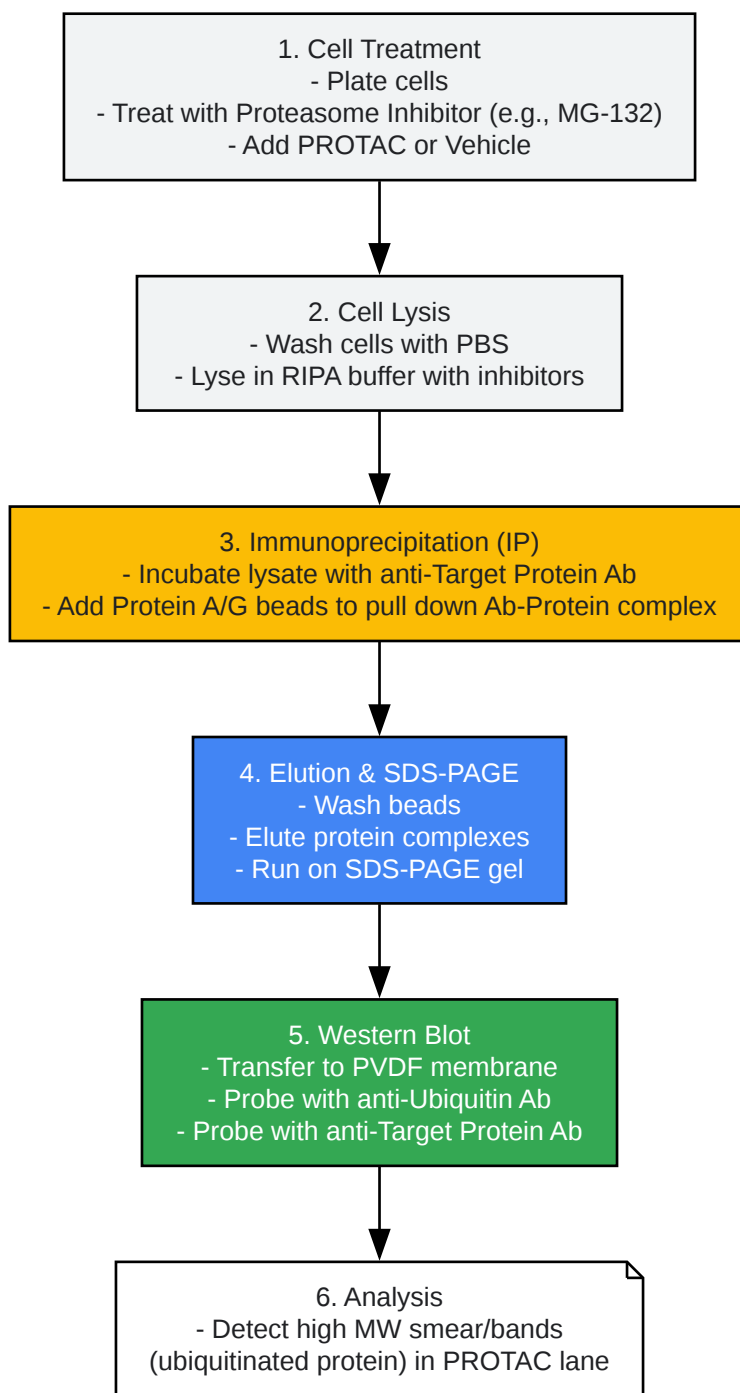 1. Cell Treatment
- Plate cells
- Treat with Proteasome Inhibitor (e.g., MG-132)
- Add PROTAC or Vehicle
2. Cell Lysis
- Wash cells with PBS
- Lyse in RIPA buffer with inhibitors
3. Immunoprecipitation (IP)
- Incubate lysate with anti-Target Protein Ab
- Add Protein A/G beads to pull down Ab-Protein complex
4. Elution & SDS-PAGE
- Wash beads
- Elute protein complexes
- Run on SDS-PAGE gel
5. Western Blot
- Transfer to PVDF membrane
- Probe with anti-Ubiquitin Ab
- Probe with anti-Target Protein Ab
6. Analysis
- Detect high MW smear/bands
(ubiquitinated protein) in PROTAC lane